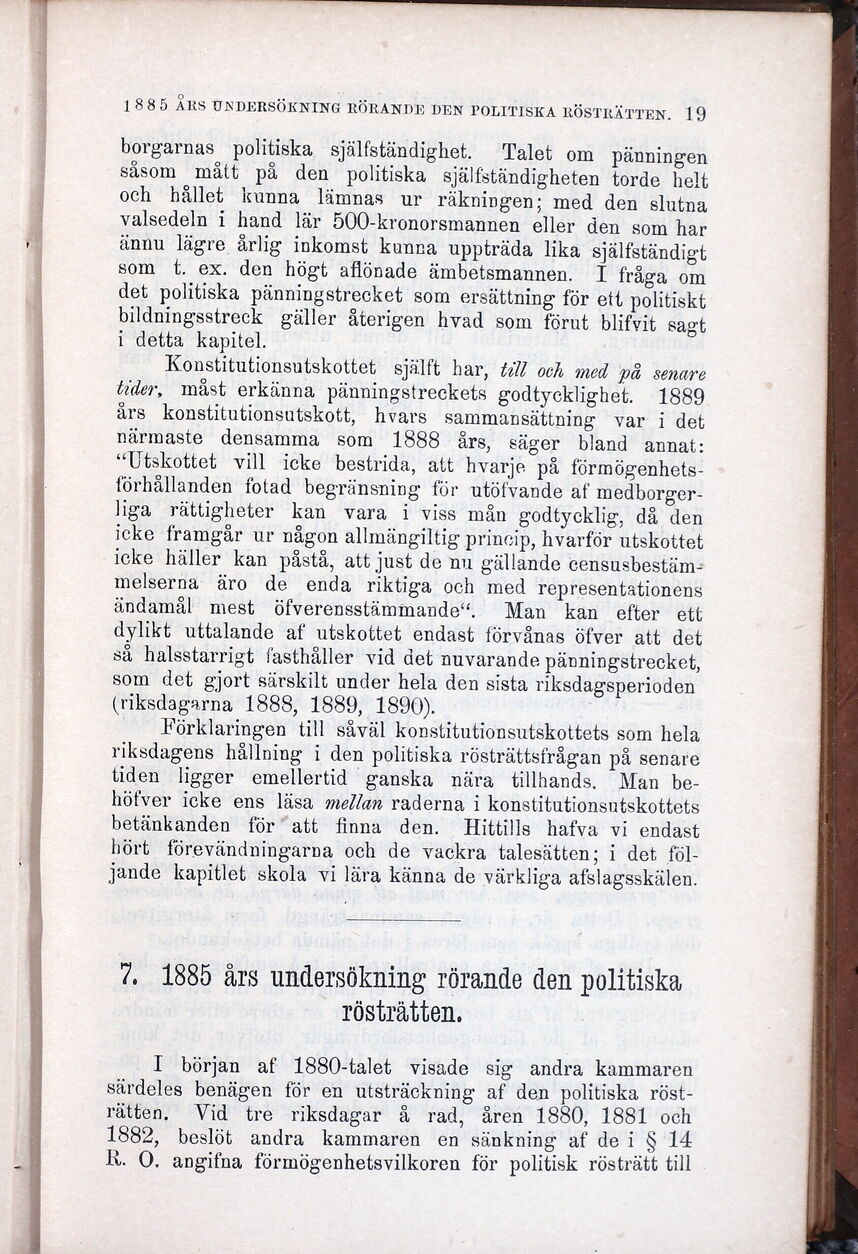 1885 ÅRS UNDERSÖKNING RÖRANDE DEN POLITISKA RÖSTRÄTTEN. 19
borgarnas politiska själfständighet. Talet om pänningen
såsom mått på den politiska själfständigheten torde helt
och hållet kunna lämnas ur räkningen; med den slutna
valsedeln i hand lär 500-kronorsmannen eller den som har
ännu lägre årlig inkomst kunna uppträda lika själfständigt
som t. ex. den högt aflönade ämbetsmannen. I fråga om
det politiska pänningstrecket som ersättning för ett politiskt
bildningsstreck gäller återigen hvad som förut blifvit sagt
i detta kapitel.
Konstitutionsutskottet själft har, till och med på senare
tider, måst erkänna pänningstreckets godtycklighet. 1889
års konstitutionsutskott, hvars sammansättning var i det
närmaste densamma som 1888 års, säger bland annat:
“Utskottet vill icke bestrida, att hvarje på förmögenhets-
förhållanden fotad begränsning för utöfvande af medborger-
liga rättigheter kan vara i viss mån godtycklig, då den
icke framgår ur någon allmängiltig princip, hvarför utskottet
icke häller kan påstå, att just de nu gällande censusbestäm-
melserna äro de enda riktiga och med representationens
ändamål mest öfverensstämmande“. Man kan efter ett
dylikt uttalande af utskottet endast förvånas öfver att det
så halsstarrigt fasthåller vid det nuvarande pänningstrecket,
som det gjort särskilt under hela den sista riksdagsperioden
(riksdagarna 1888, 1889, 1890).
Förklaringen till såväl konstitutionsutskottets som hela
riksdagens hållning i den politiska rösträttsfrågan på senare
tiden ligger emellertid ganska nära tillhands. Man be-
höfver icke ens läsa mellan raderna i konstitutionsutskottets
betänkanden för att finna den. Hittills hafva vi endast
hört förevändningarna och de vackra talesätten; i det föl-
jande kapitlet skola vi lära känna de värkliga afslagsskälen.
7. 1885 års undersökning rörande den politiska
rösträtten.
I början af 1880-talet visade sig andra kammaren
särdeles benägen för en utsträckning af den politiska röst-
rätten. Vid tre riksdagar å rad, åren 1880, 1881 och
1882, beslöt andra kammaren en sänkning af de i § 14
R. O. angifna förmögenhetsvilkoren för politisk rösträtt till